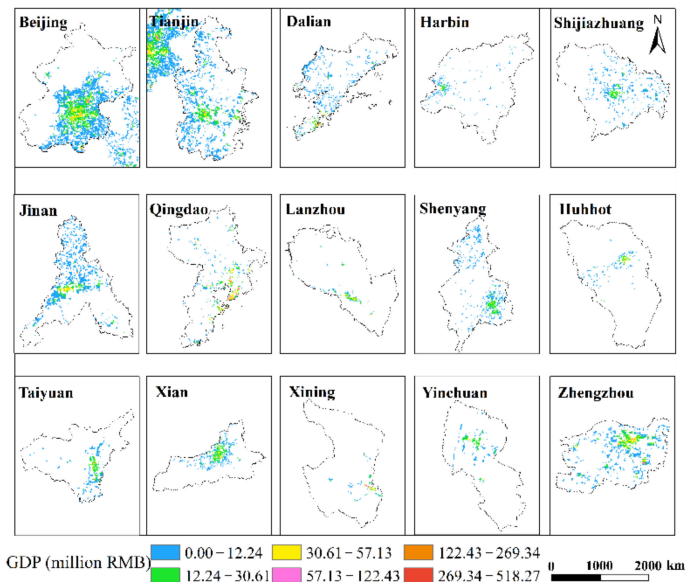 Beijing Tianjin Dalian Harbin Shijiazhuang
N
Jinan Qingdao Lanzhou Shenyang Huhhot
Taiyuan Xian Xining Yinchuan Zhengzhou
GDP (million RMB) 0.00－12.24 30.61－57.13 122.43－269.34
12.24－30.61 57.13－122.43 269.34－518.27
0 1000 2000 km